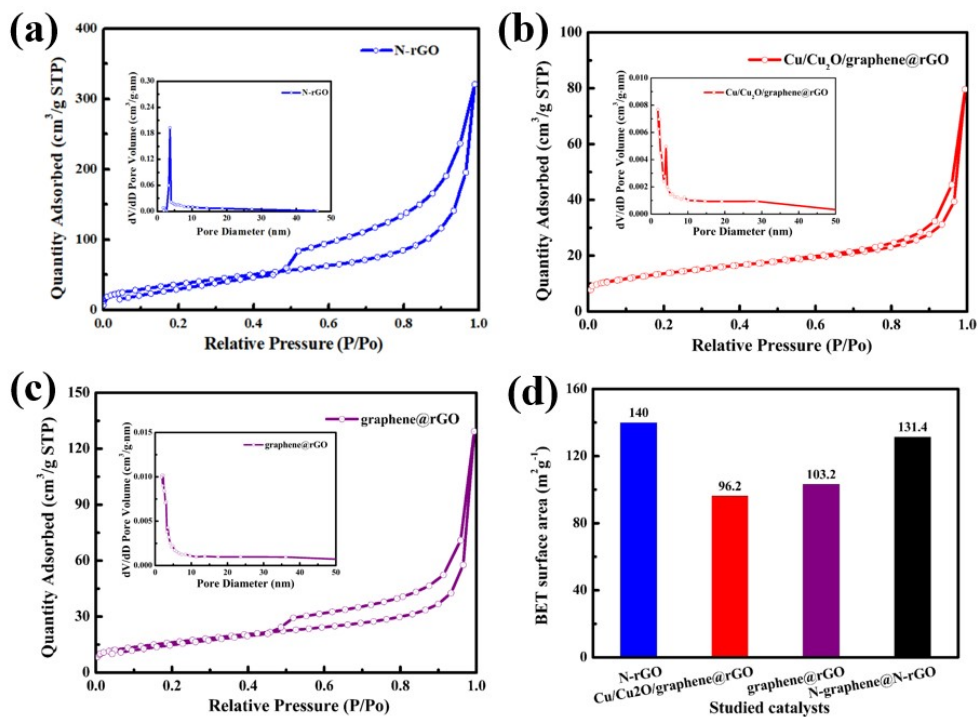 (a)
N-rGO
Quantity Adsorbed (cm³/g STP)
400
300
200
100
0
0.0 0.2 0.4 0.6 0.8 1.0
Relative Pressure (P/Po)
N-rGO
dV/dD Pore Volume (cm³/g·nm)
0.30
0.24
0.18
0.12
0.06
0.00
0 10 20 30 40 50
Pore Diameter (nm)
(b)
Cu/Cu₂O/graphene@rGO
Quantity Adsorbed (cm³/g STP)
100
80
60
40
20
0
0.0 0.2 0.4 0.6 0.8 1.0
Relative Pressure (P/Po)
Cu/Cu₂O/graphene@rGO
dV/dD Pore Volume (cm³/g·nm)
0.010
0.008
0.006
0.004
0.002
0.000
0 10 20 30 40 50
Pore Diameter (nm)
(c)
graphene@rGO
Quantity Adsorbed (cm³/g STP)
150
120
90
60
30
0
0.0 0.2 0.4 0.6 0.8 1.0
Relative Pressure (P/Po)
graphene@rGO
dV/dD Pore Volume (cm³/g·nm)
0.015
0.010
0.005
0.000
0 10 20 30 40 50
Pore Diameter (nm)
(d)
BET surface area (m²g⁻¹)
160
120
80
40
0
140
96.2
103.2
131.4
N-rGO
Cu/Cu2O/graphene@rGO
graphene@rGO
N-graphene@N-rGO
Studied catalysts